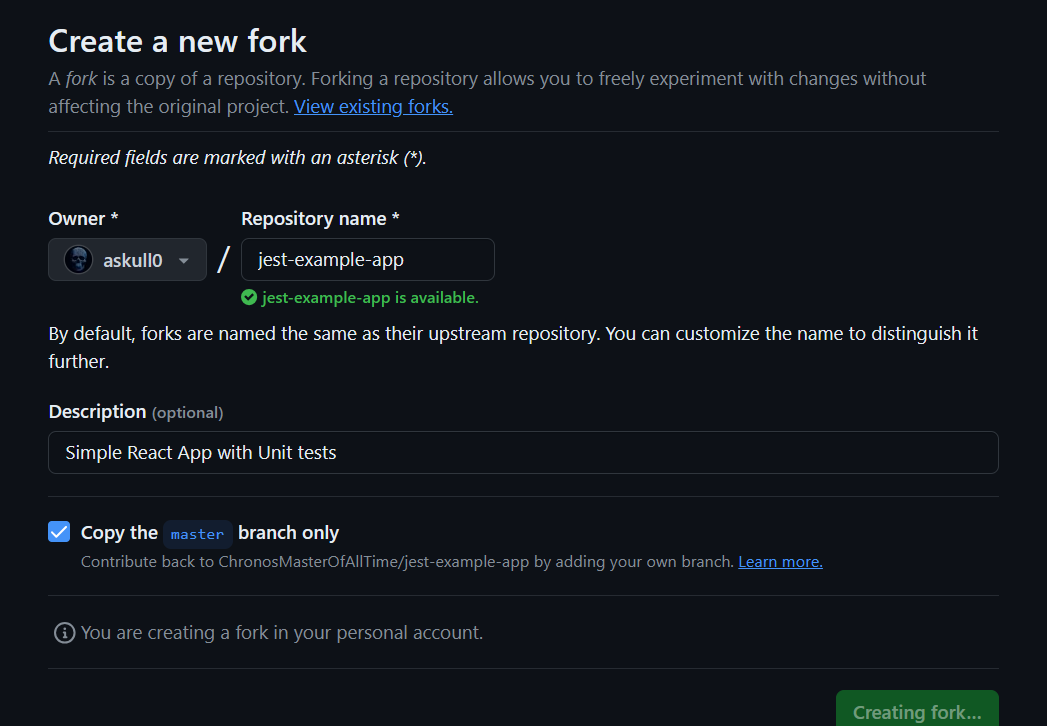 Create a new fork
A fork is a copy of a repository. Forking a repository allows you to freely experiment with changes without
affecting the original project. View existing forks.
Required fields are marked with an asterisk (*).
Owner * Repository name *
askull0 / jest-example-app
jest-example-app is available.
By default, forks are named the same as their upstream repository. You can customize the name to distinguish it
further.
Description (optional)
Simple React App with Unit tests
Copy the master branch only
Contribute back to ChronosMasterOfAllTime/jest-example-app by adding your own branch. Learn more.
You are creating a fork in your personal account.
Creating fork...